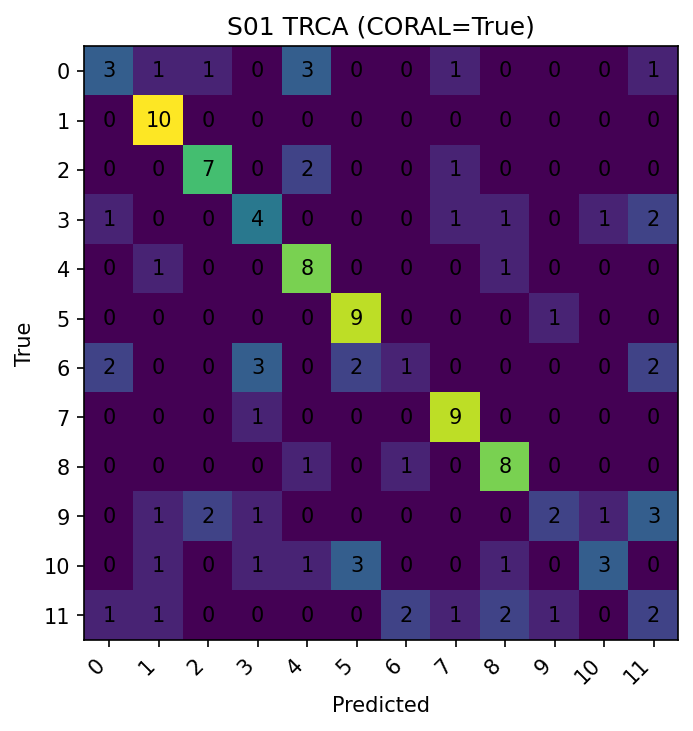 S01 TRCA (CORAL=True)
0 3 1 1 0 3 0 0 1 0 0 0 1
1 0 10 0 0 0 0 0 0 0 0 0 0
2 0 0 7 0 2 0 0 1 0 0 0 0
3 1 0 0 4 0 0 0 1 1 0 1 2
4 0 1 0 0 8 0 0 0 1 0 0 0
5 0 0 0 0 0 9 0 0 0 1 0 0
6 2 0 0 3 0 2 1 0 0 0 0 2
7 0 0 0 1 0 0 0 9 0 0 0 0
8 0 0 0 0 1 0 1 0 8 0 0 0
9 0 1 2 1 0 0 0 0 0 2 1 3
10 0 1 0 1 1 3 0 0 1 0 3 0
11 1 1 0 0 0 0 2 1 2 1 0 2
True
0 1 2 3 4 5 6 7 8 9 10 11
Predicted